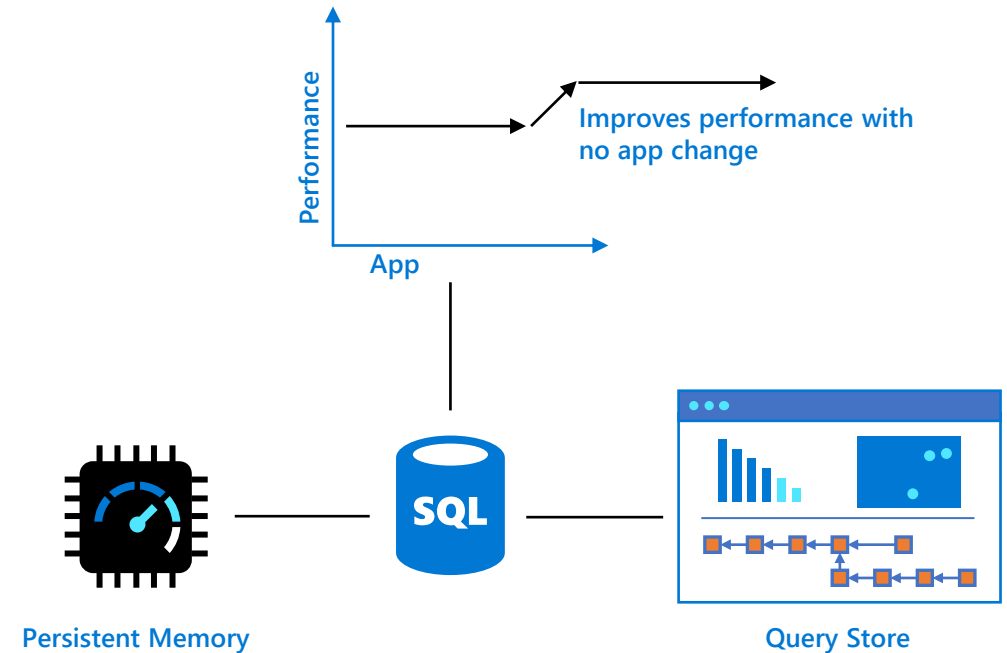 Performance
Improves performance with
no app change
App
SQL
Persistent Memory
Query Store